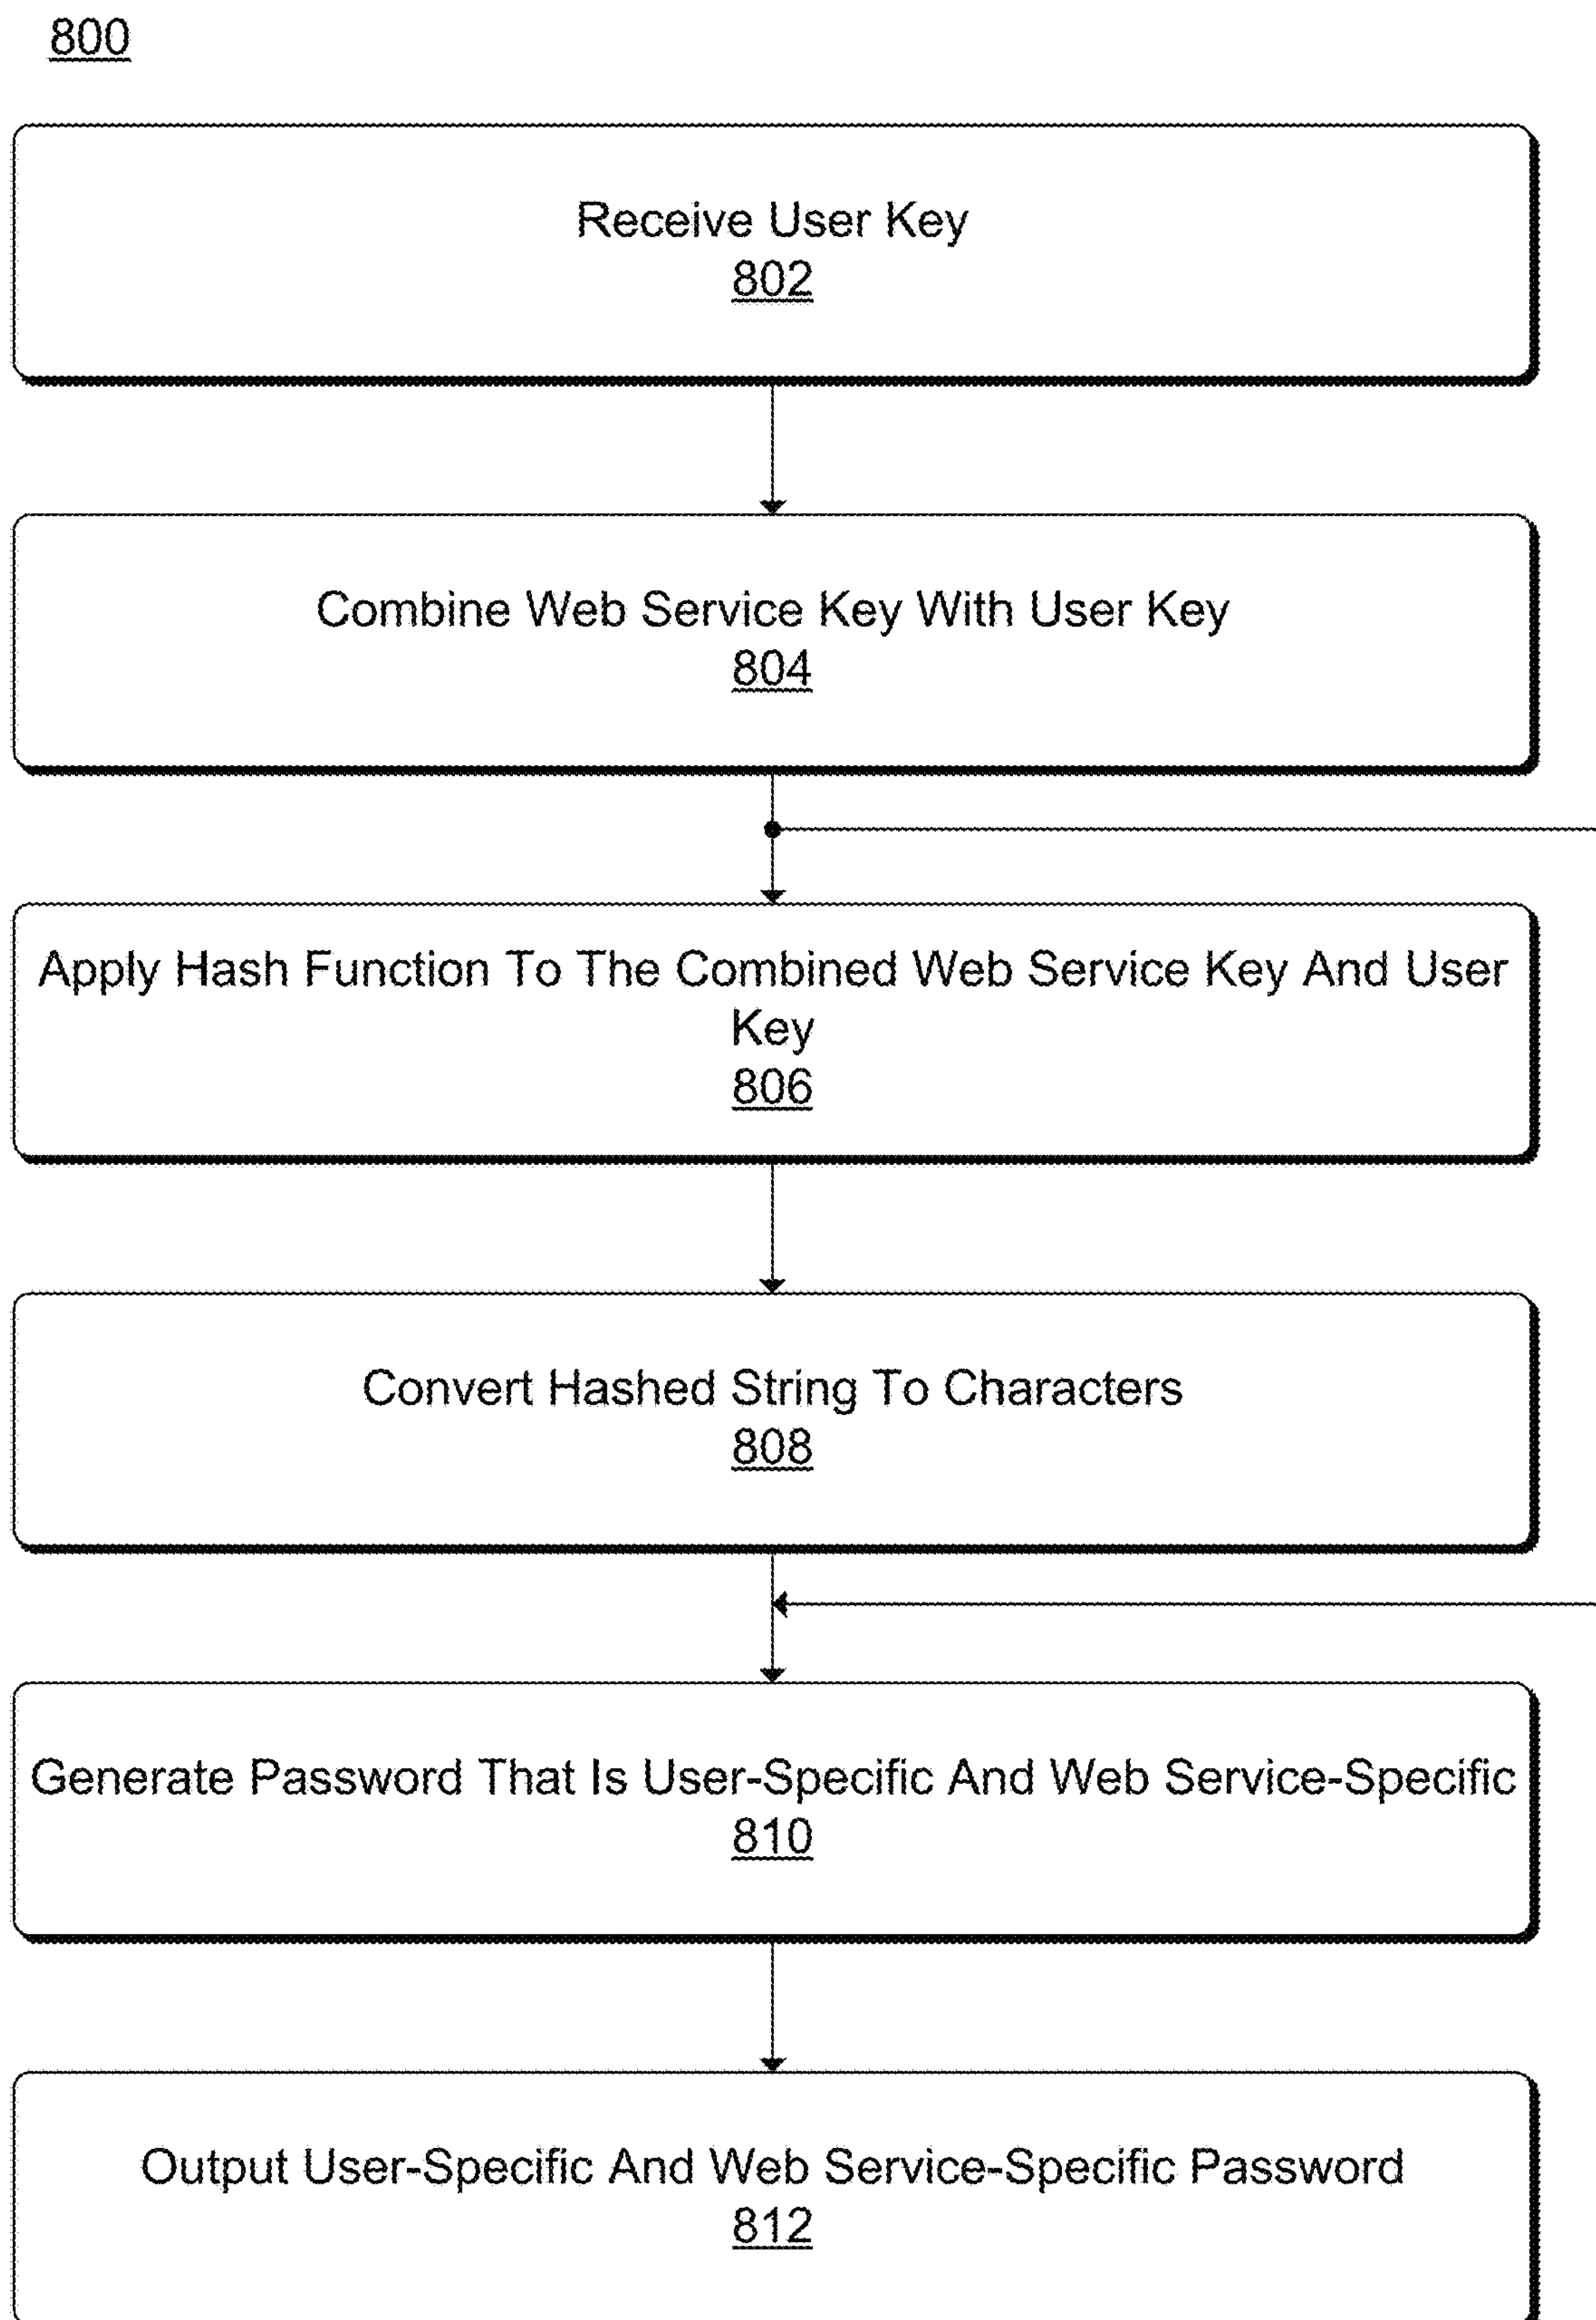 800
Receive User Key
802
Combine Web Service Key With User Key
804
Apply Hash Function To The Combined Web Service Key And User
Key
806
Convert Hashed String To Characters
808
Generate Password That Is User-Specific And Web Service-Specific
810
Output User-Specific And Web Service-Specific Password
812